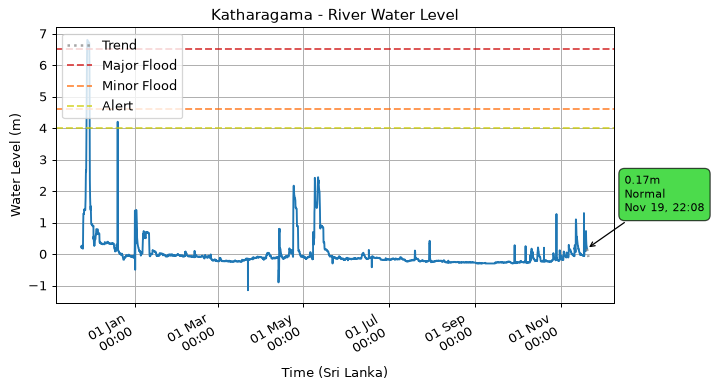 Katharagama - River Water Level
Trend
Major Flood
Minor Flood
Alert
7
6
5
4
3
2
1
0
−1
Water Level (m)
0.17m
Normal
Nov 19, 22:08
01 Jan
00:00
01 Mar
00:00
01 May
00:00
01 Jul
00:00
01 Sep
00:00
01 Nov
00:00
Time (Sri Lanka)